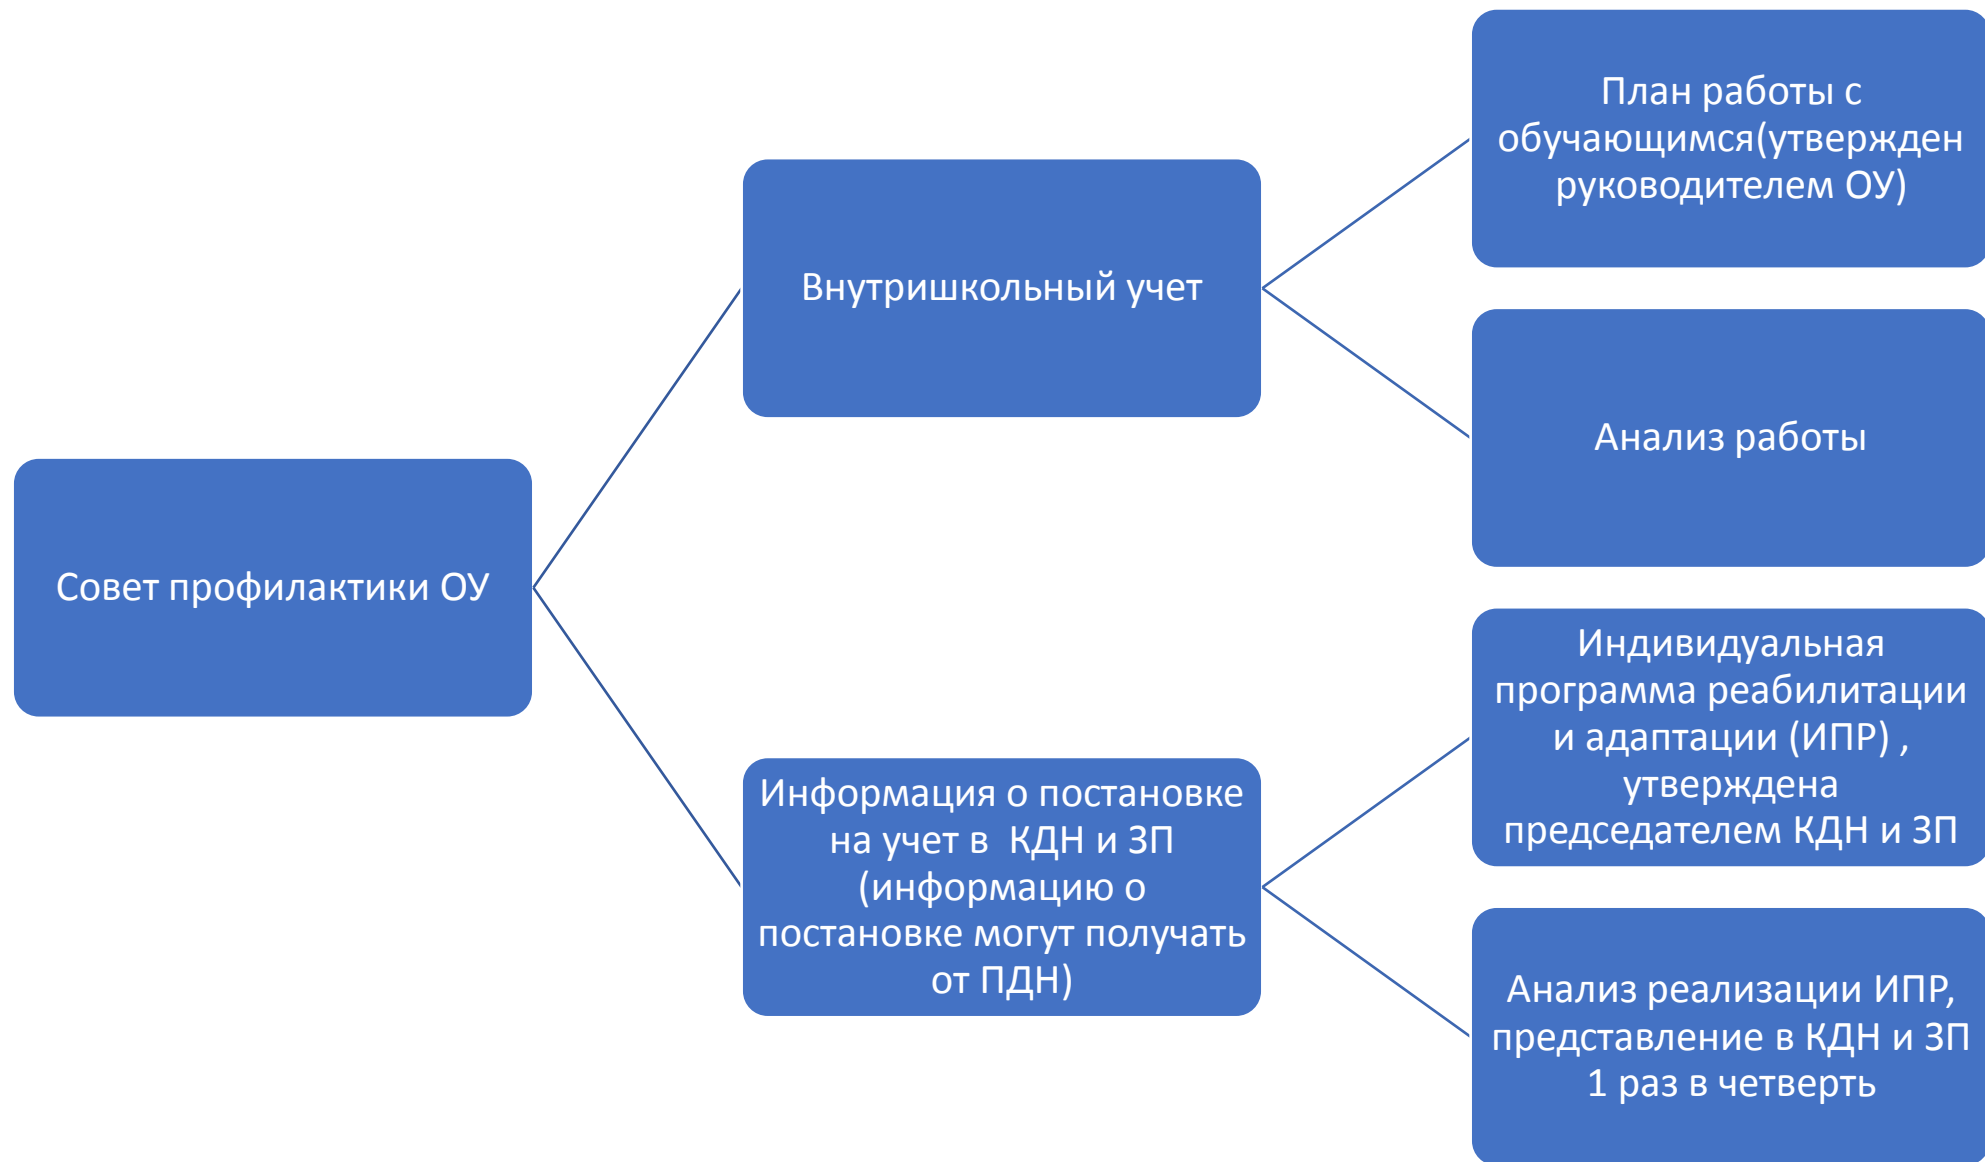 Совет профилактики ОУ
Внутришкольный учет
План работы с
обучающимся(утвержден
руководителем ОУ)
Анализ работы
Информация о постановке
на учет в  КДН и ЗП
(информацию о
постановке могут получать
от ПДН)
Индивидуальная
программа реабилитации
и адаптации (ИПР) ,
утверждена
председателем КДН и ЗП
Анализ реализации ИПР,
представление в КДН и ЗП
1 раз в четверть